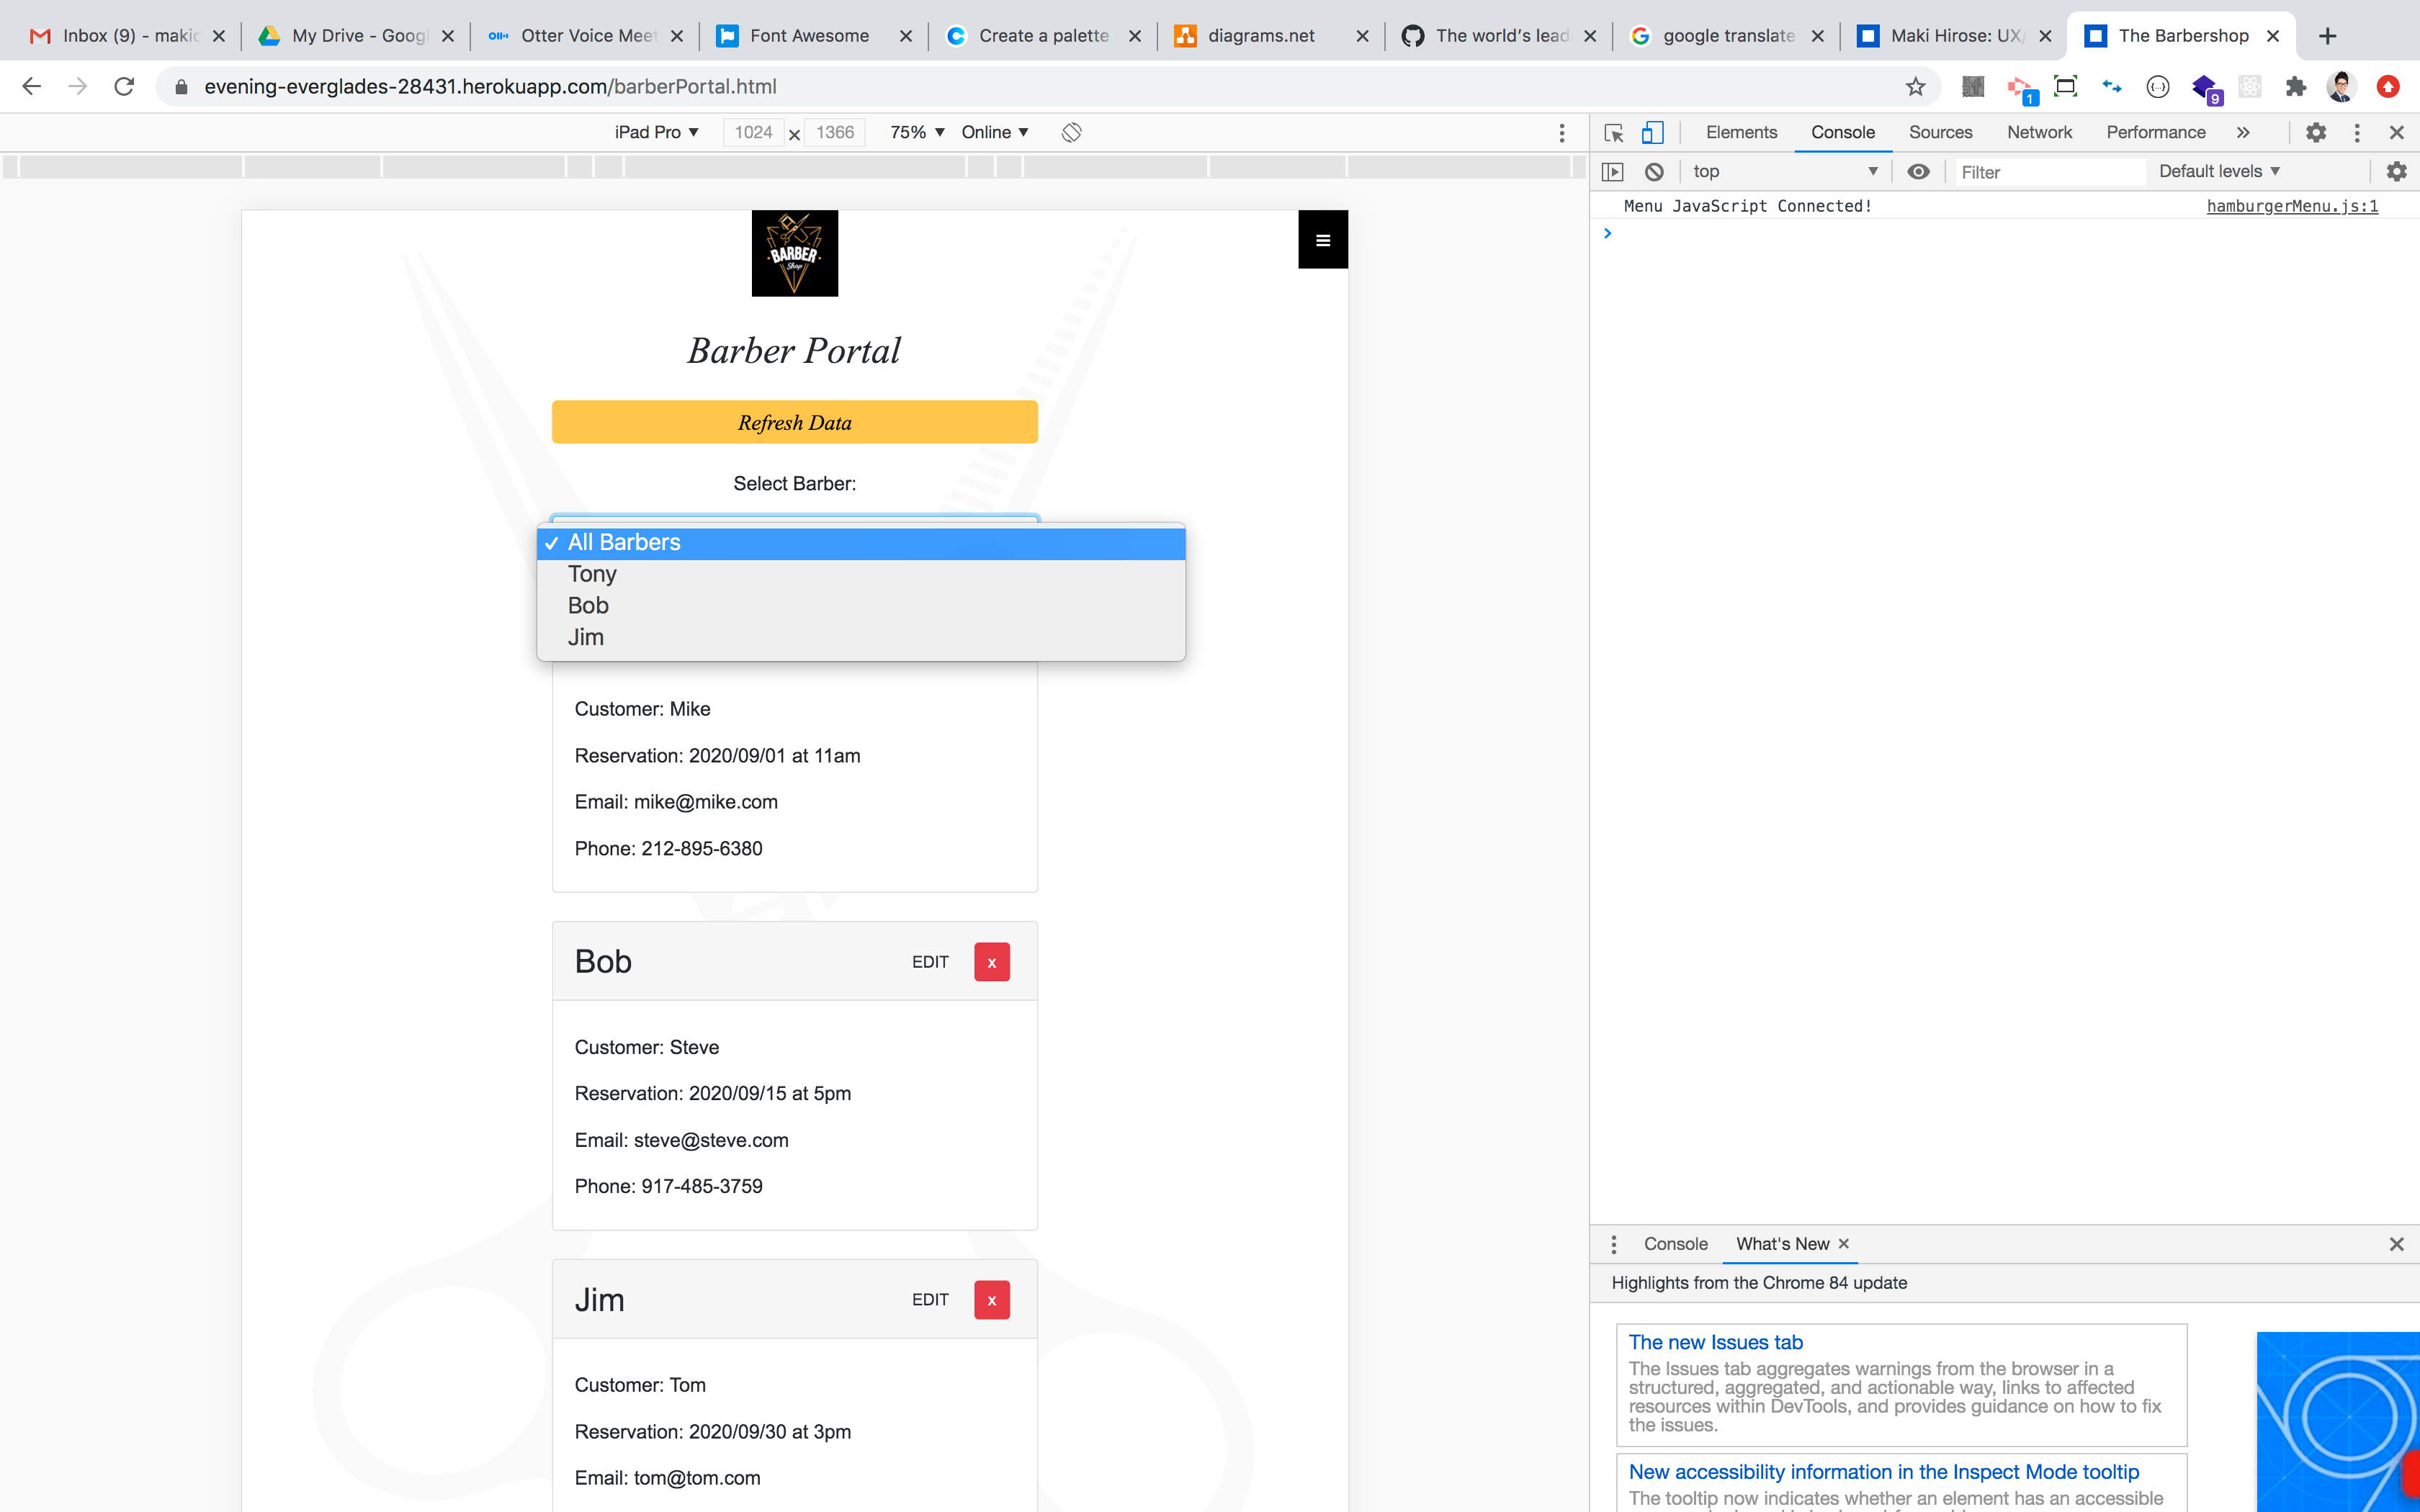 Inbox (9) - makic
My Drive - Googl
Otter Voice Meet
Font Awesome
Create a palette
diagrams.net
The world's lead
google translate
Maki Hirose: UX/
The Barbershop
evening-everglades-28431.herokuapp.com/barberPortal.html
1
9
iPad Pro
1024
1366
75%
Online
Elements
Console
Sources
Network
Performance
top
Filter
Default levels
Menu JavaScript Connected!
hamburgerMenu.js:1
BARBER
Shop
Barber Portal
Refresh Data
Select Barber:
✓ All Barbers
Tony
Bob
Jim
Customer: Mike
Reservation: 2020/09/01 at 11am
Email: mike@mike.com
Phone: 212-895-6380
Bob
EDIT
x
Customer: Steve
Reservation: 2020/09/15 at 5pm
Email: steve@steve.com
Phone: 917-485-3759
Jim
EDIT
x
Customer: Tom
Reservation: 2020/09/30 at 3pm
Email: tom@tom.com
Console
What's New
Highlights from the Chrome 84 update
The new Issues tab
The Issues tab aggregates warnings from the browser in a
structured, aggregated, and actionable way, links to affected
resources within DevTools, and provides guidance on how to fix
the issues.
New accessibility information in the Inspect Mode tooltip
The tooltip now indicates whether an element has an accessible